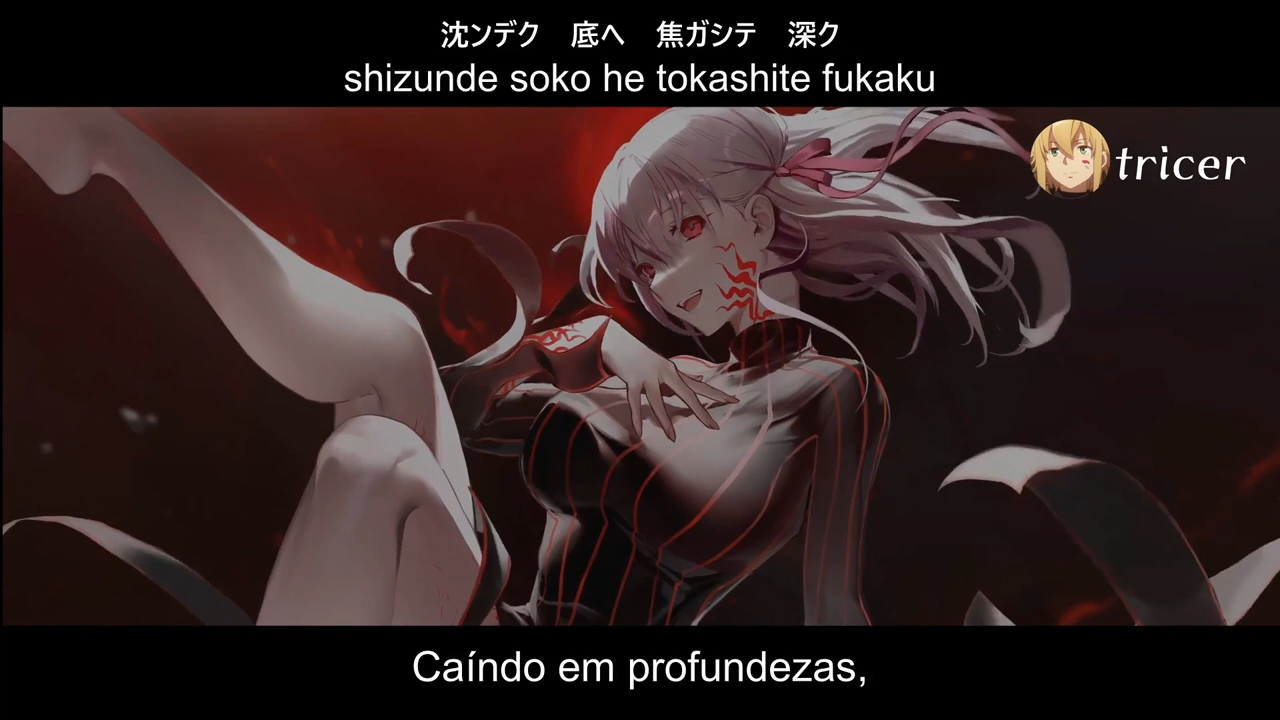 沈ンデク　底へ　焦ガシテ　深ク
shizunde soko he tokashite fukaku
tricer
Caíndo em profundezas,